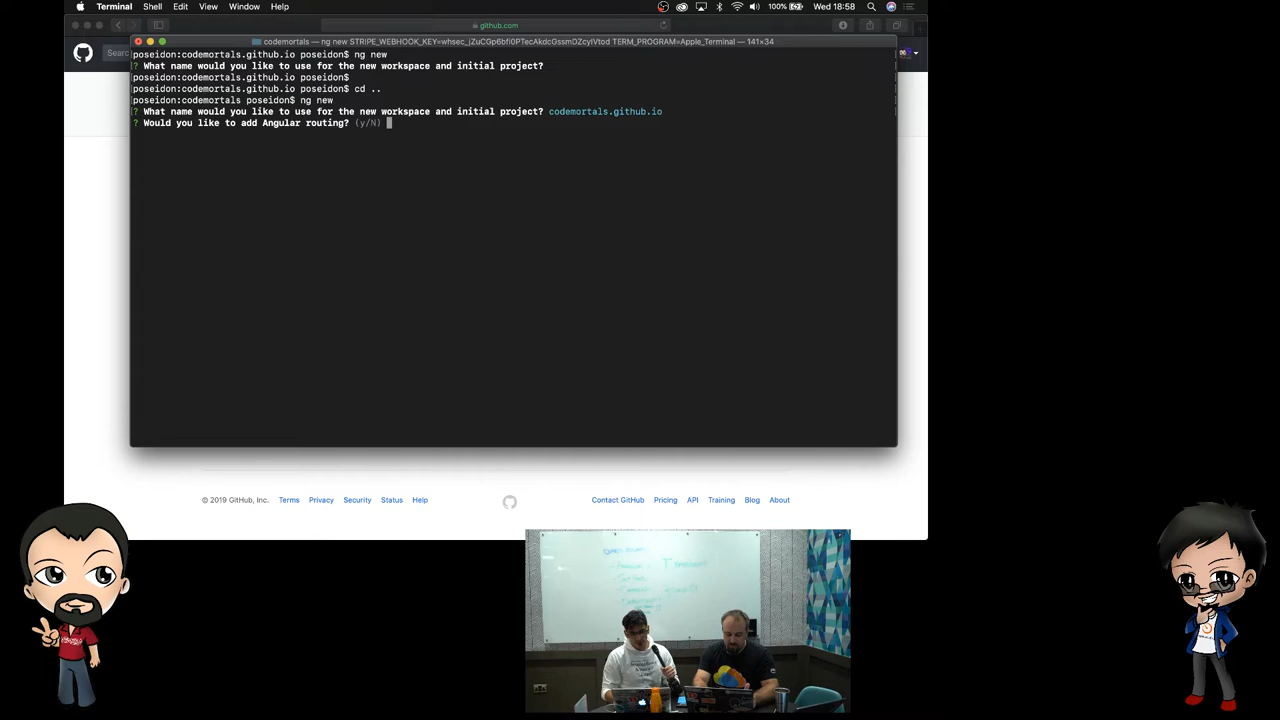 Terminal Shell Edit View Window Help 100% Wed 18:58
github.com
codemortals — ng new STRIPE_WEBHOOK_KEY=whsec_jZuCGp6bfi0PTecAkdcGssmDZcyIVtod TERM_PROGRAM=Apple_Terminal — 141×34
Sear
poseidon:codemortals.github.io poseidon$ ng new
? What name would you like to use for the new workspace and initial project?
poseidon:codemortals.github.io poseidon$
poseidon:codemortals.github.io poseidon$ cd ..
poseidon:codemortals poseidon$ ng new
? What name would you like to use for the new workspace and initial project? codemortals.github.io
? Would you like to add Angular routing? (y/N)
© 2019 GitHub, Inc. Terms Privacy Security Status Help
Contact GitHub Pricing API Training Blog About